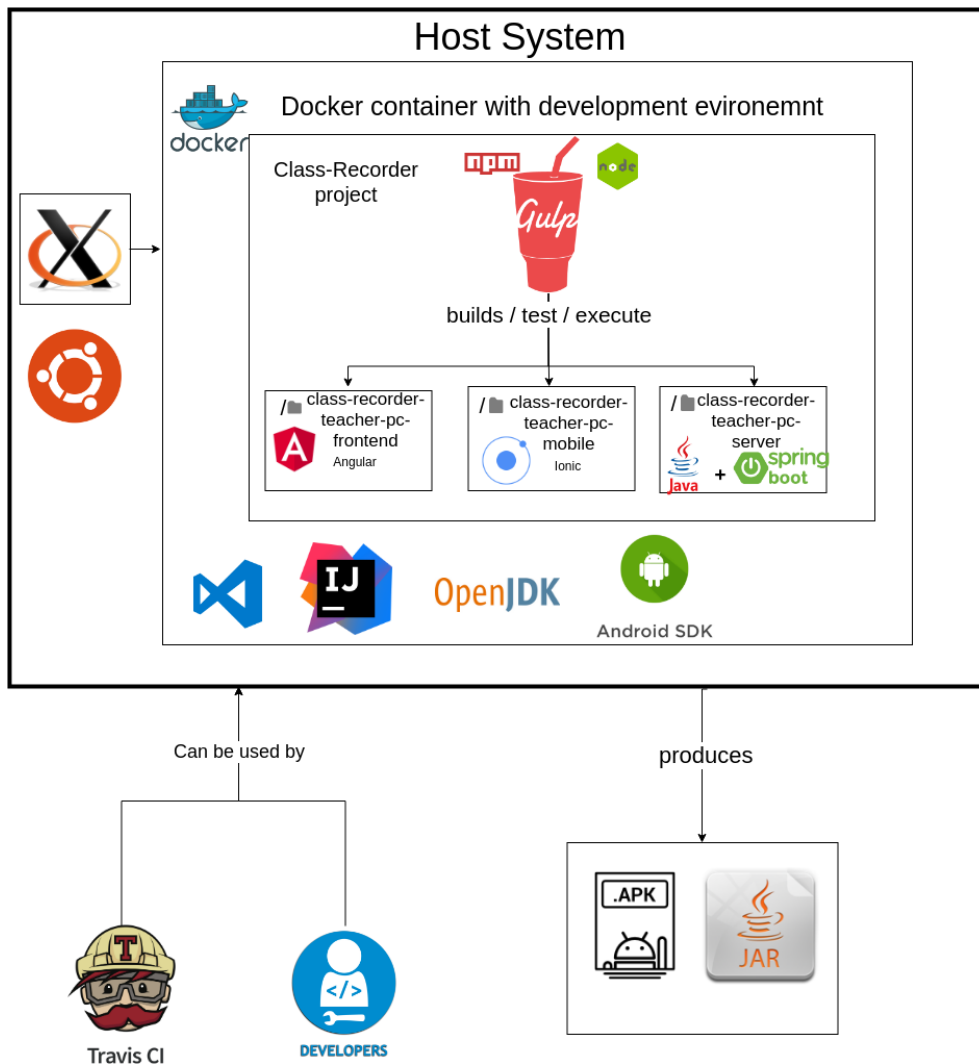 Host System
docker
Docker container with development evironemnt
Class-Recorder
project
npm
node
Gulp
builds / test / execute
/ class-recorder-
teacher-pc-
frontend
Angular
/ class-recorder-
teacher-pc-
mobile
Ionic
/ class-recorder-
teacher-pc-
server
Java
+
spring
boot
IJ
OpenJDK
Android SDK
Can be used by
produces
.APK
JAR
T
</>
Travis CI
DEVELOPERS